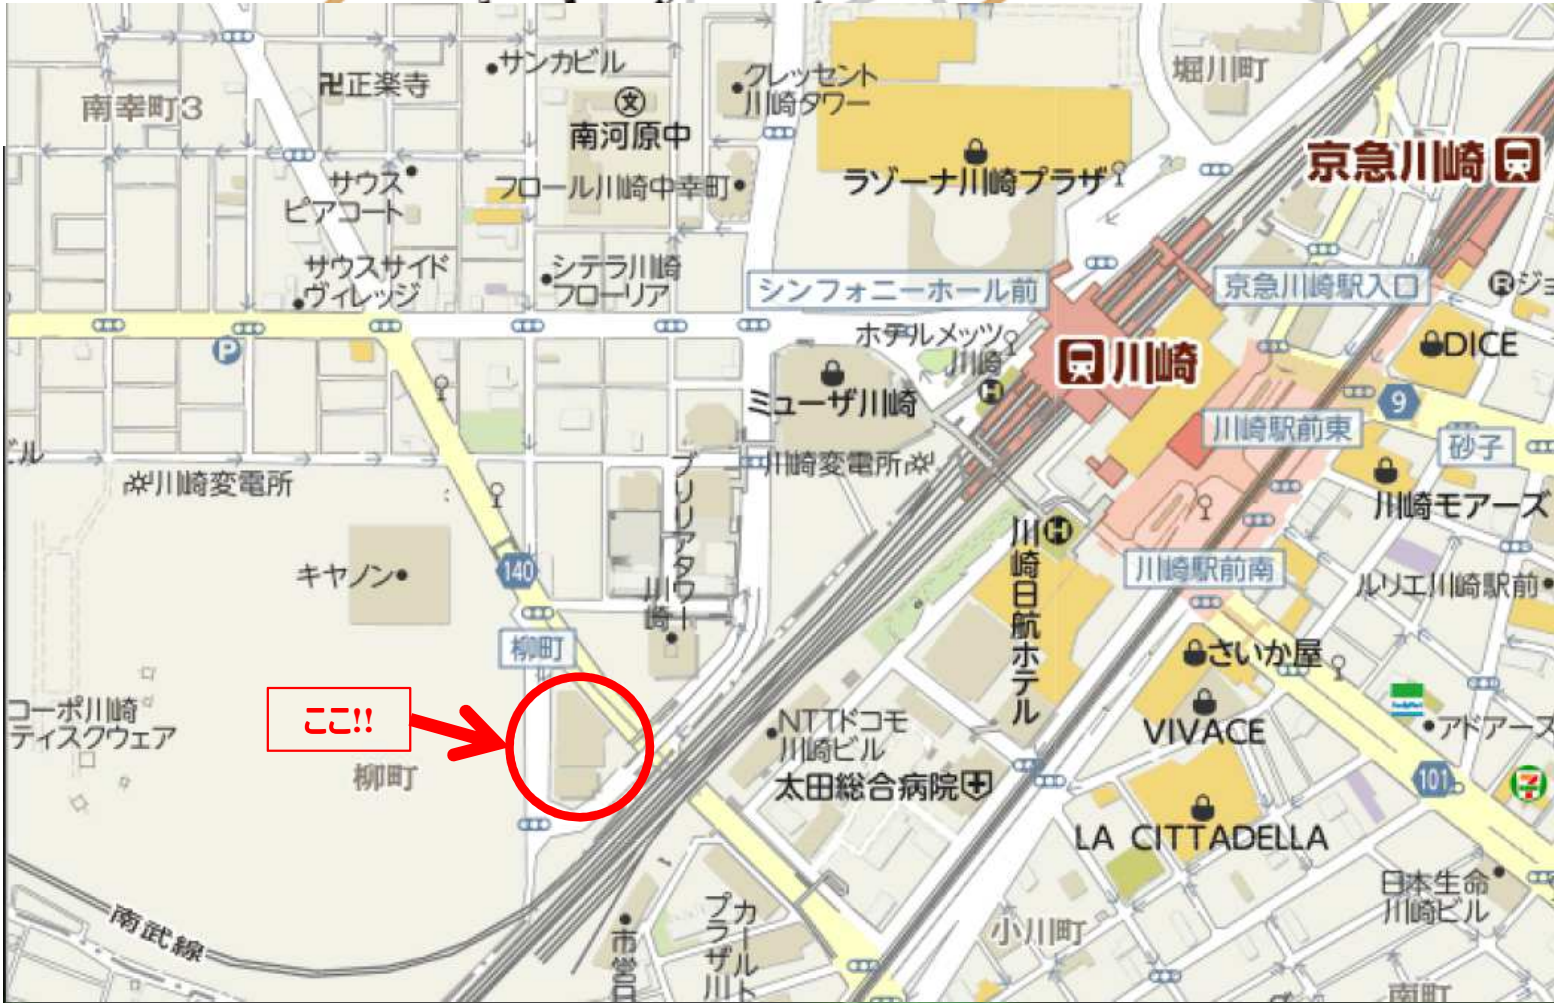 サンカビル
卍正楽寺
南幸町3
文
南河原中
クレッセント
川崎タワー
堀川町
ラゾーナ川崎プラザ
京急川崎
サウス
ピアコート
フロール川崎中幸町
サウスサイド
ヴィレッジ
シテラ川崎
フローリア
シンフォニーホール前
京急川崎駅入口
R
P
ホテルメッツ
川崎
H
川崎
DICE
ミューザ川崎
9
川崎駅前東
砂子
ビル
川崎変電所
川崎変電所
ブリリアタワー
川崎
川崎モアーズ
H
川崎日航ホテル
川崎駅前南
ルリエ川崎駅前
キヤノン
140
柳町
さいか屋
ここ!!
コーポ川崎
ティスクウェア
柳町
NTTドコモ
川崎ビル
太田総合病院
VIVACE
FamilyMart
アドアーズ
101
7
LA CITTADELLA
日本生命
川崎ビル
南武線
市営
小川町
南町